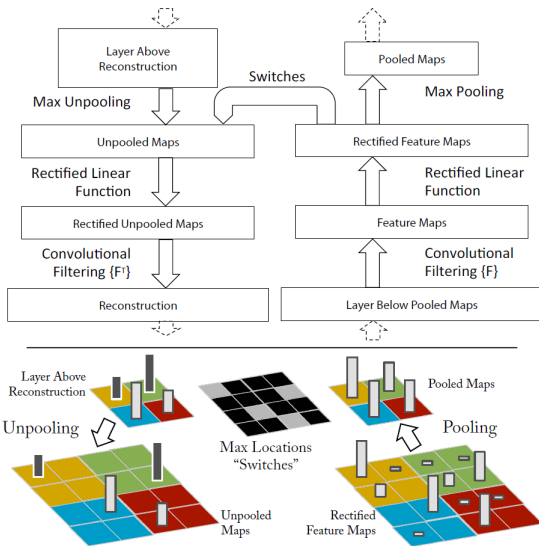 Layer Above
Reconstruction
Pooled Maps
Switches
Max Unpooling
Max Pooling
Unpooled Maps
Rectified Feature Maps
Rectified Linear
Function
Rectified Linear
Function
Rectified Unpooled Maps
Feature Maps
Convolutional
Filtering {Fᵀ}
Convolutional
Filtering {F}
Reconstruction
Layer Below Pooled Maps
Layer Above
Reconstruction
Pooled Maps
Unpooling
Max Locations
“Switches”
Pooling
Unpooled
Maps
Rectified
Feature Maps